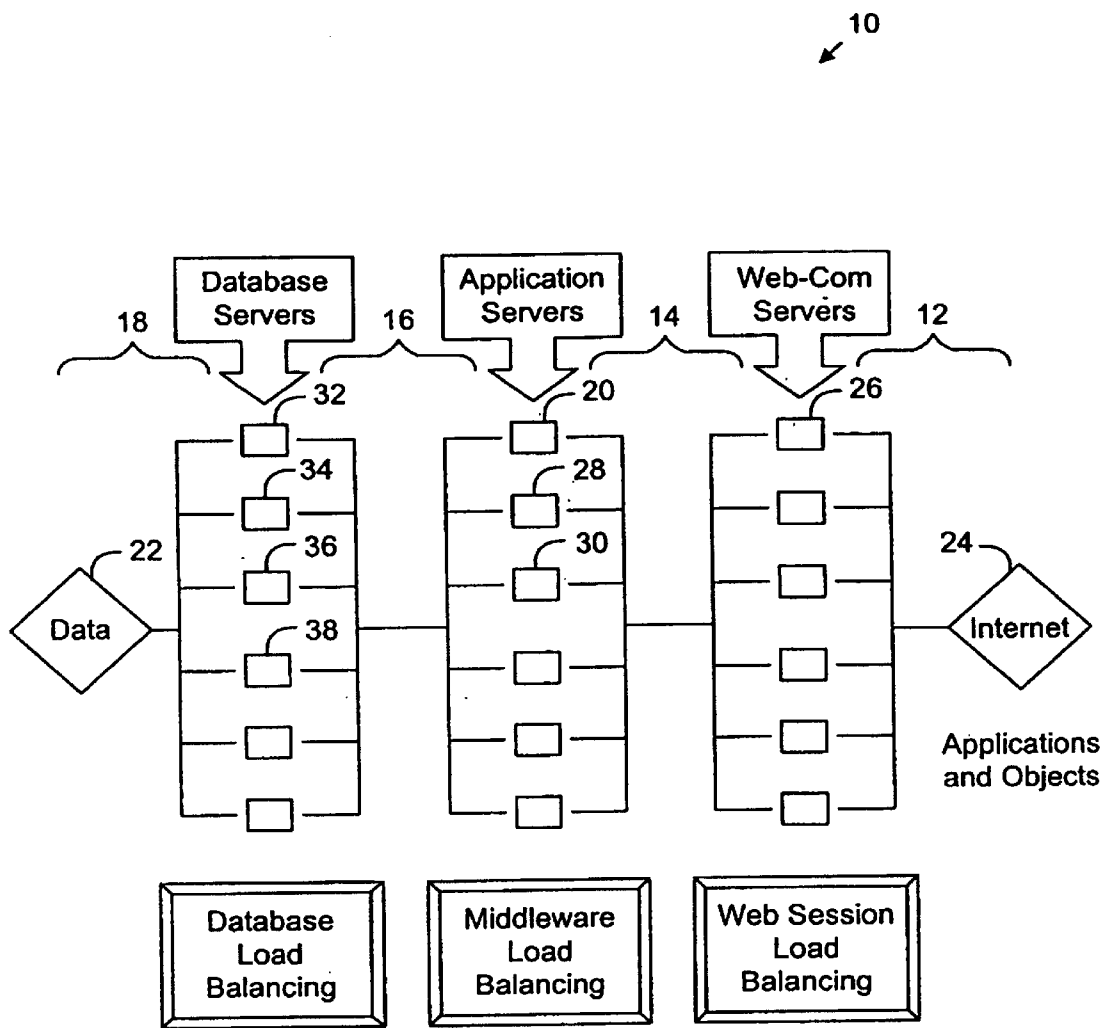 10
Database
Servers
Application
Servers
Web-Com
Servers
18
16
14
12
32
20
26
34
28
22
36
30
24
Data
38
Internet
Applications
and Objects
Database
Load
Balancing
Middleware
Load
Balancing
Web Session
Load
Balancing